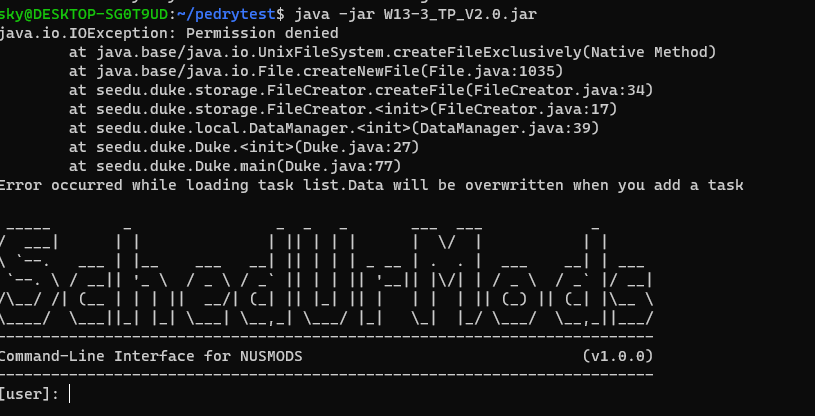 sky@DESKTOP-SG0T9UD:~/pedrytest$ java -jar W13-3_TP_V2.0.jar
java.io.IOException: Permission denied
at java.base/java.io.UnixFileSystem.createFileExclusively(Native Method)
at java.base/java.io.File.createNewFile(File.java:1035)
at seedu.duke.storage.FileCreator.createFile(FileCreator.java:34)
at seedu.duke.storage.FileCreator.<init>(FileCreator.java:17)
at seedu.duke.local.DataManager.<init>(DataManager.java:39)
at seedu.duke.Duke.<init>(Duke.java:27)
at seedu.duke.Duke.main(Duke.java:77)
Error occurred while loading task list.Data will be overwritten when you add a task
SchedUrMods
Command-Line Interface for NUSMODS (v1.0.0)
[user]: